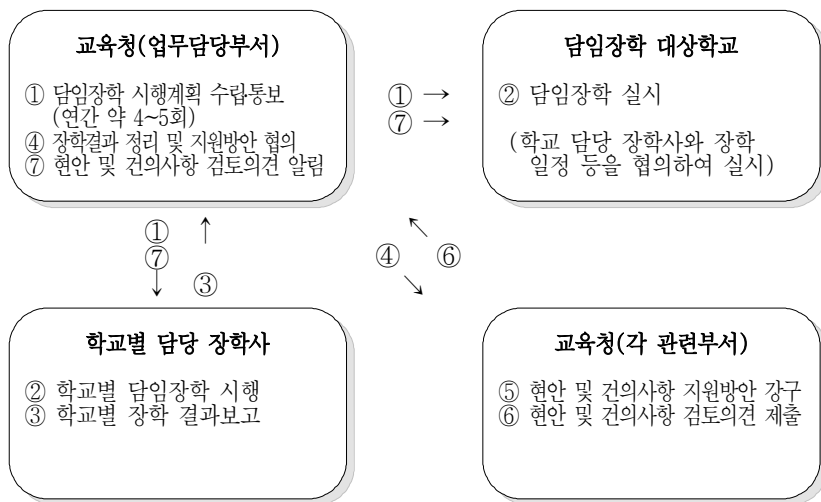 교육청(업무담당부서)
① 담임장학 시행계획 수립·통보
(연간 약 4~5회)
④ 장학결과 정리 및 지원방안 협의
⑦ 현안 및 건의사항 검토의견 알림
① →
⑦ →
담임장학 대상학교
② 담임장학 실시
(학교 담당 장학사와 장학
일정 등을 협의하여 실시)
① ↑
⑦
↓ ③
↖
④ ⑥
↘
학교별 담당 장학사
② 학교별 담임장학 시행
③ 학교별 장학 결과보고
교육청(각 관련부서)
⑤ 현안 및 건의사항 지원방안 강구
⑥ 현안 및 건의사항 검토의견 제출